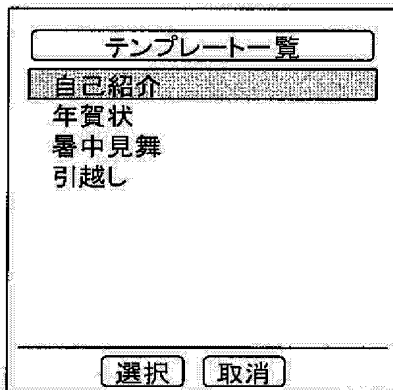 テンプレート一覧
自己紹介
年賀状
暑中見舞
引越し
選択 取消